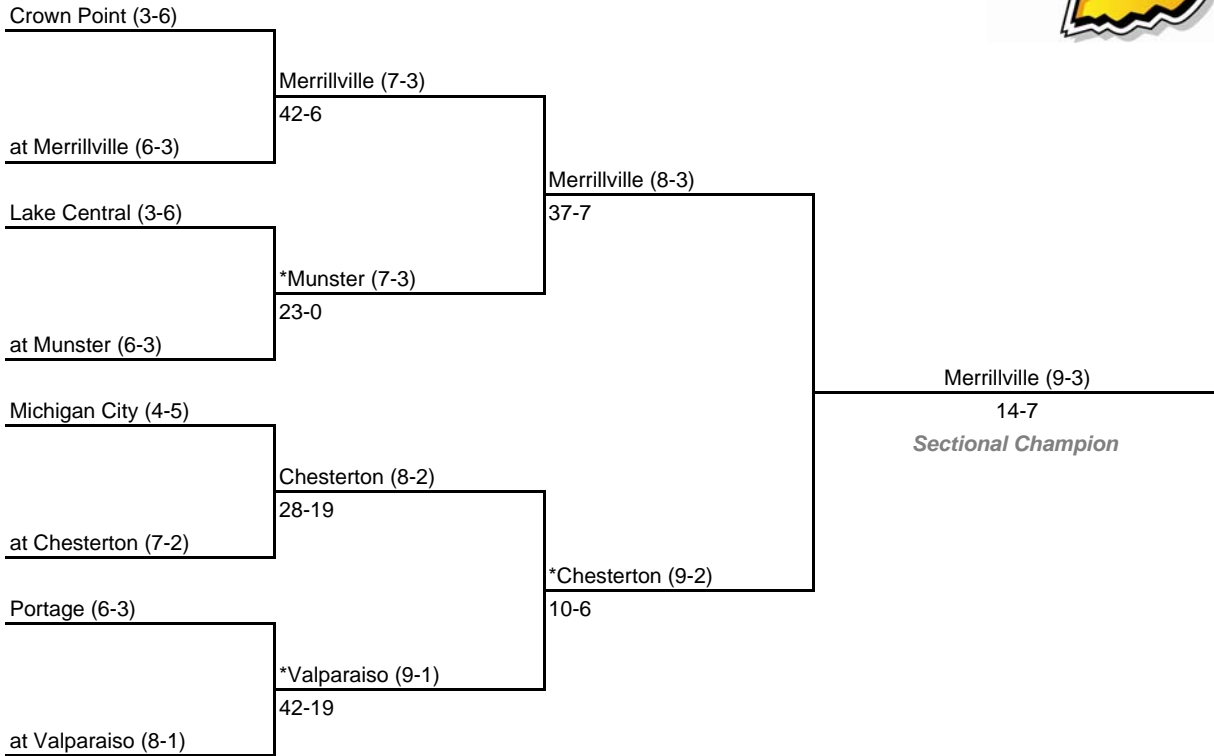 Crown Point (3-6)
Merrillville (7-3)
42-6
at Merrillville (6-3)
Merrillville (8-3)
37-7
Lake Central (3-6)
*Munster (7-3)
23-0
at Munster (6-3)
Merrillville (9-3)
14-7
Sectional Champion
Michigan City (4-5)
Chesterton (8-2)
28-19
at Chesterton (7-2)
*Chesterton (9-2)
10-6
Portage (6-3)
*Valparaiso (9-1)
42-19
at Valparaiso (8-1)